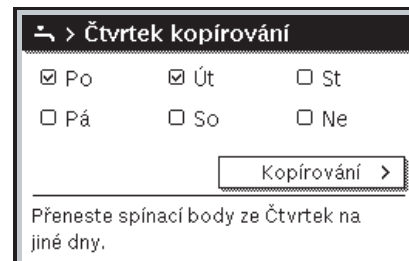 > Čtvrtek kopírování
☑ Po ☑ Út ☐ St
☐ Pá ☐ So ☐ Ne
Kopírování >
Přeneste spínací body ze Čtvrtek na
jiné dny.